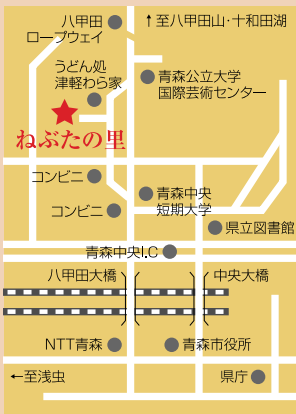 八甲田
ロープウェイ
↑至八甲田山・十和田湖
うどん処
津軽わら家
青森公立大学
国際芸術センター
ねぶたの里
コンビニ
青森中央
短期大学
コンビニ
県立図書館
青森中央I.C
八甲田大橋
中央大橋
NTT青森
青森市役所
←至浅虫
県庁